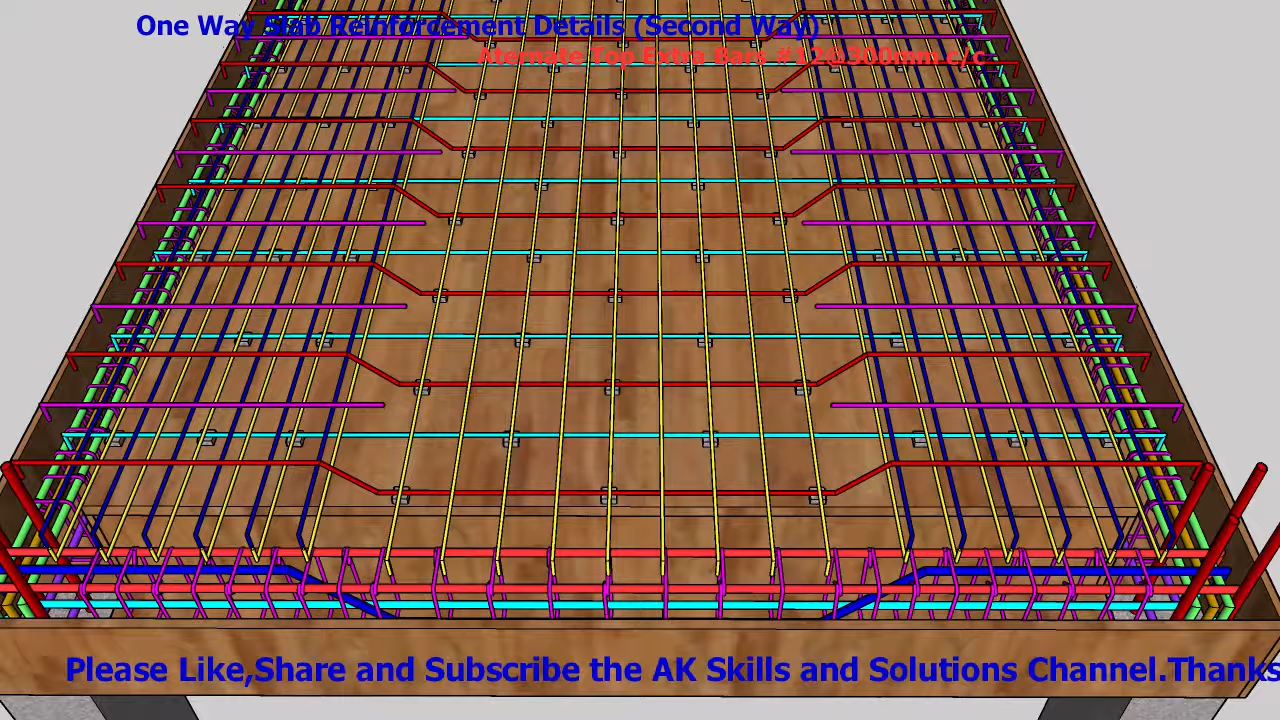 One Way Slab Reinforcement Details (Second Way)
Aternate Top Extra Bars #12@300mm c/c
Please Like,Share and Subscribe the AK Skills and Solutions Channel.Thanks